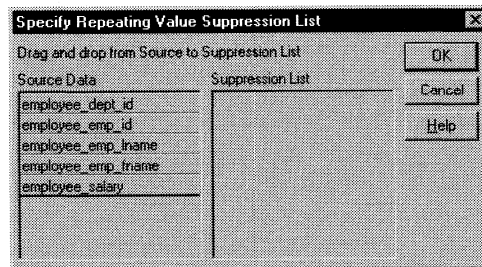 Specify Repeating Value Suppression List
Drag and drop from Source to Suppression List
OK
Source Data
Suppression List
Cancel
employee_dept_id
employee_emp_id
Help
employee_emp_lname
employee_emp_fname
employee_salary